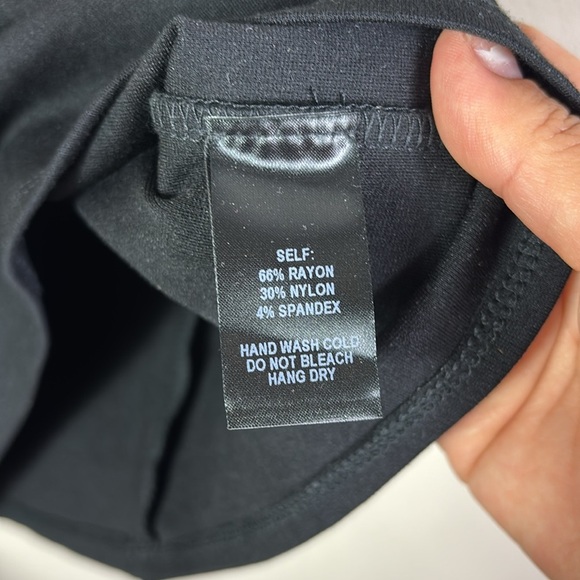 SELF:
66% RAYON
30% NYLON
4% SPANDEX
HAND WASH COLD
DO NOT BLEACH
HANG DRY